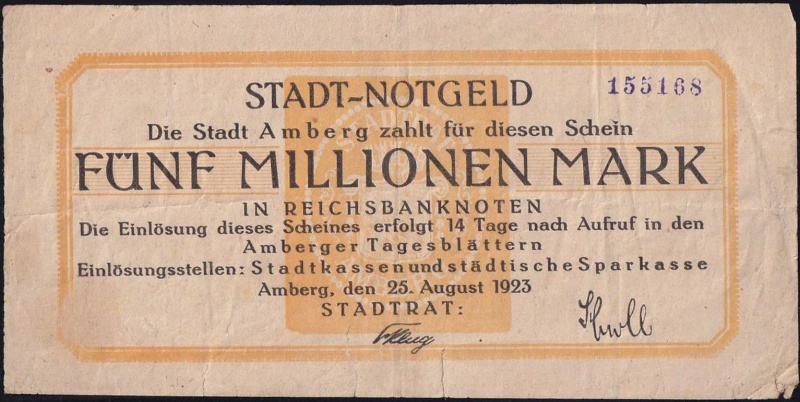 155168
STADT-NOTGELD
Die Stadt Amberg zahlt für diesen Schein
FÜNF MILLIONEN MARK
IN REICHSBANKNOTEN
Die Einlösung dieses Scheines erfolgt 14 Tage nach Aufruf in den
Amberger Tagesblättern
Einlösungsstellen: Stadtkassen und städtische Sparkasse
Amberg, den 25. August 1923
STADTRAT: